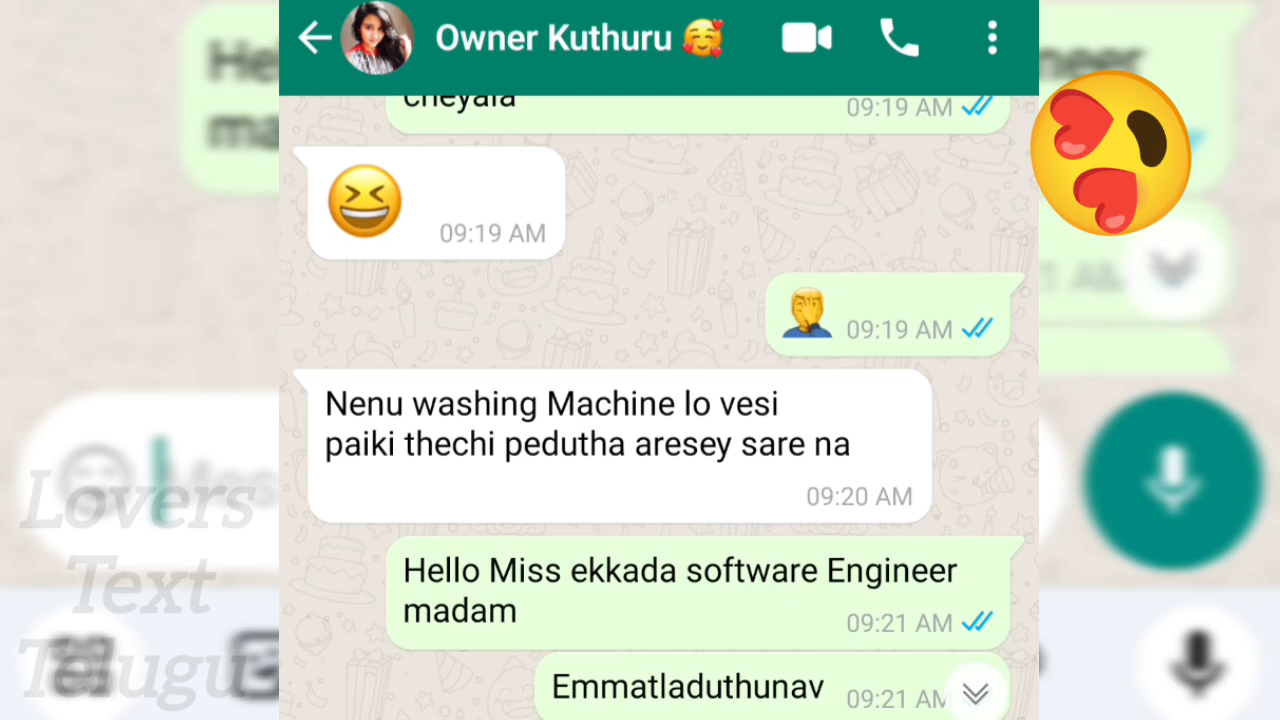 Owner Kuthuru 🥰
cheyala
09:19 AM
😆
09:19 AM
🤦‍♂️
09:19 AM
Nenu washing Machine lo vesi
paiki thechi pedutha aresey sare na
09:20 AM
Hello Miss ekkada software Engineer
madam
09:21 AM
Emmatladuthunav
09:21 AM
Lovers
Text
Telugu